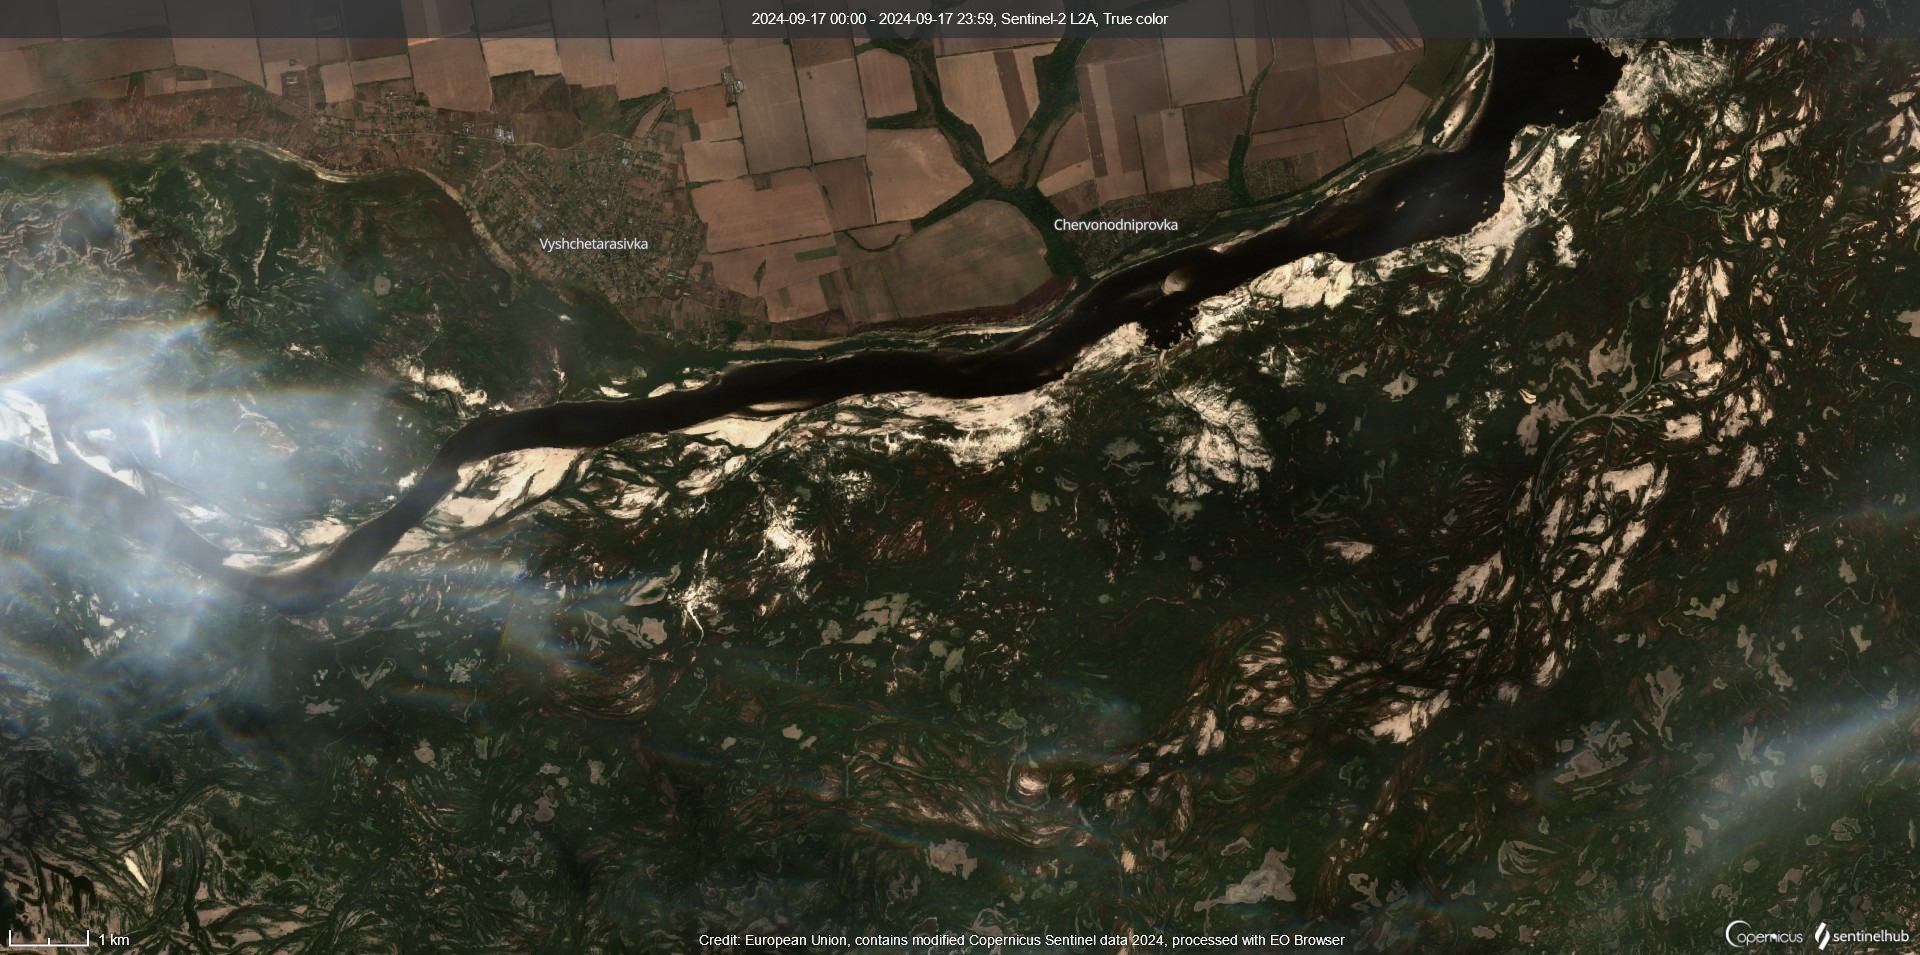 2024-09-17 00:00 - 2024-09-17 23:59, Sentinel-2 L2A, True color
Chervonodniprovka
Vyshchetarasivka
1 km
Credit: European Union, contains modified Copernicus Sentinel data 2024, processed with EO Browser
Copernicus
sentinelhub